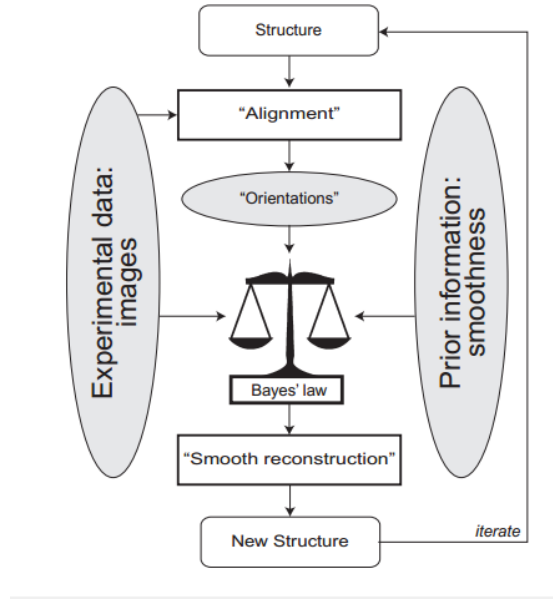 Structure
“Alignment”
“Orientations”
Experimental data:
images
Prior information:
smoothness
Bayes’ law
“Smooth reconstruction”
New Structure
iterate